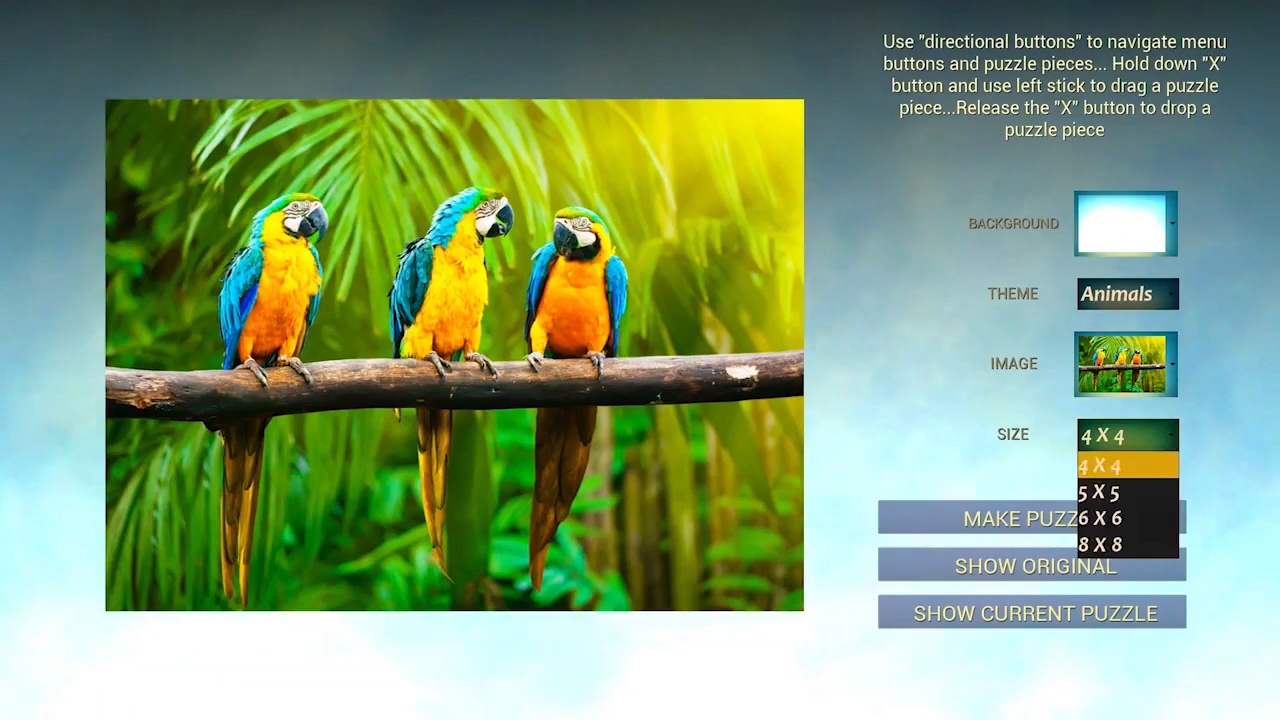 Use "directional buttons" to navigate menu
buttons and puzzle pieces... Hold down "X"
button and use left stick to drag a puzzle
piece...Release the "X" button to drop a
puzzle piece
BACKGROUND
THEME
Animals
IMAGE
SIZE
4 X 4
4 X 4
5 X 5
6 X 6
8 X 8
MAKE PUZZ
SHOW ORIGINAL
SHOW CURRENT PUZZLE